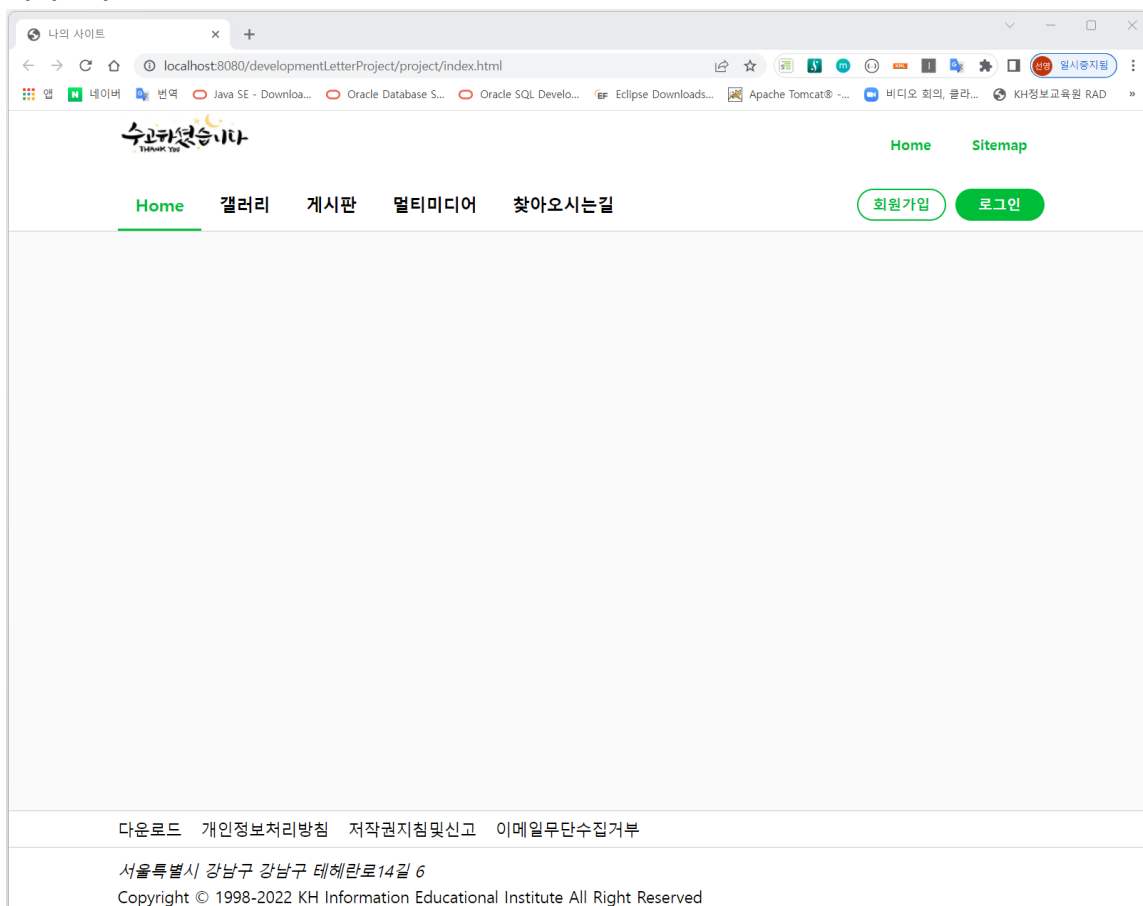 나의 사이트
localhost:8080/developmentLetterProject/project/index.html
선영 일시중지됨
앱 네이버 번역 Java SE - Downloa... Oracle Database S... Oracle SQL Develo... EF Eclipse Downloads... Apache Tomcat® -... 비디오 회의, 클라... KH정보교육원 RAD »
수고하셨습니다
THANK YOU
Home Sitemap
Home 갤러리 게시판 멀티미디어 찾아오시는길 회원가입 로그인
다운로드 개인정보처리방침 저작권지침및신고 이메일무단수집거부
서울특별시 강남구 강남구 테헤란로14길 6
Copyright © 1998-2022 KH Information Educational Institute All Right Reserved